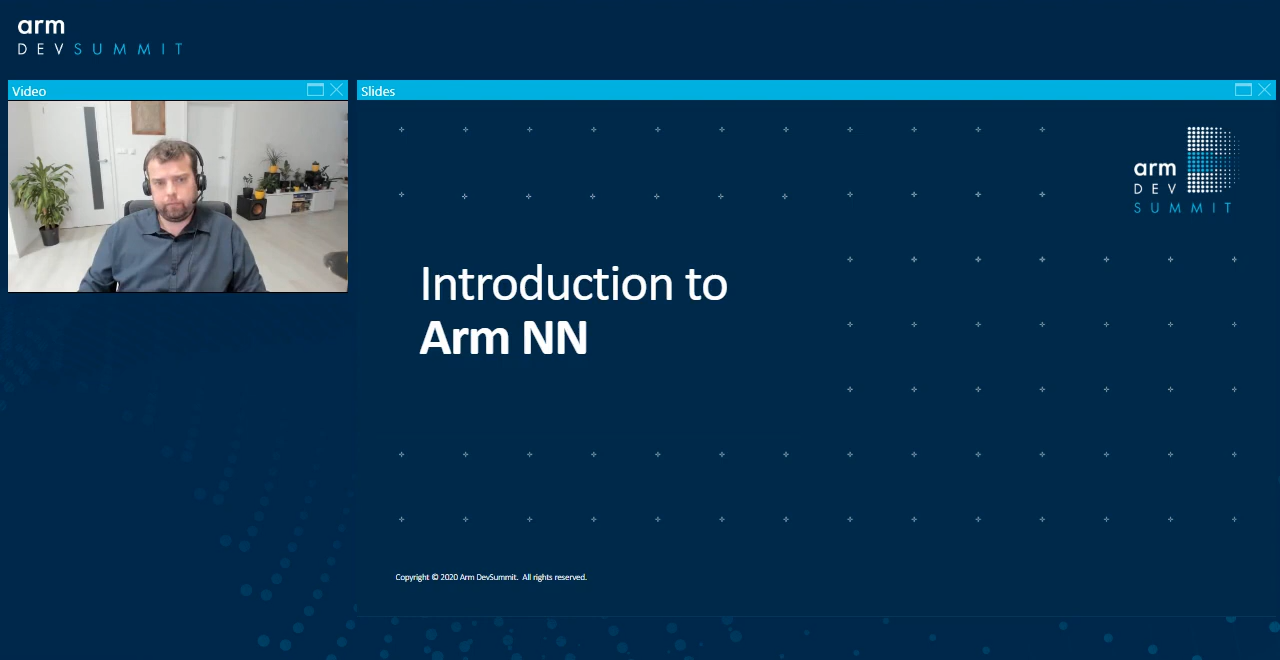 arm
DEVSUMMIT
Video
Slides
arm
DEV
SUMMIT
Introduction to
Arm NN
Copyright © 2020 Arm DevSummit. All rights reserved.